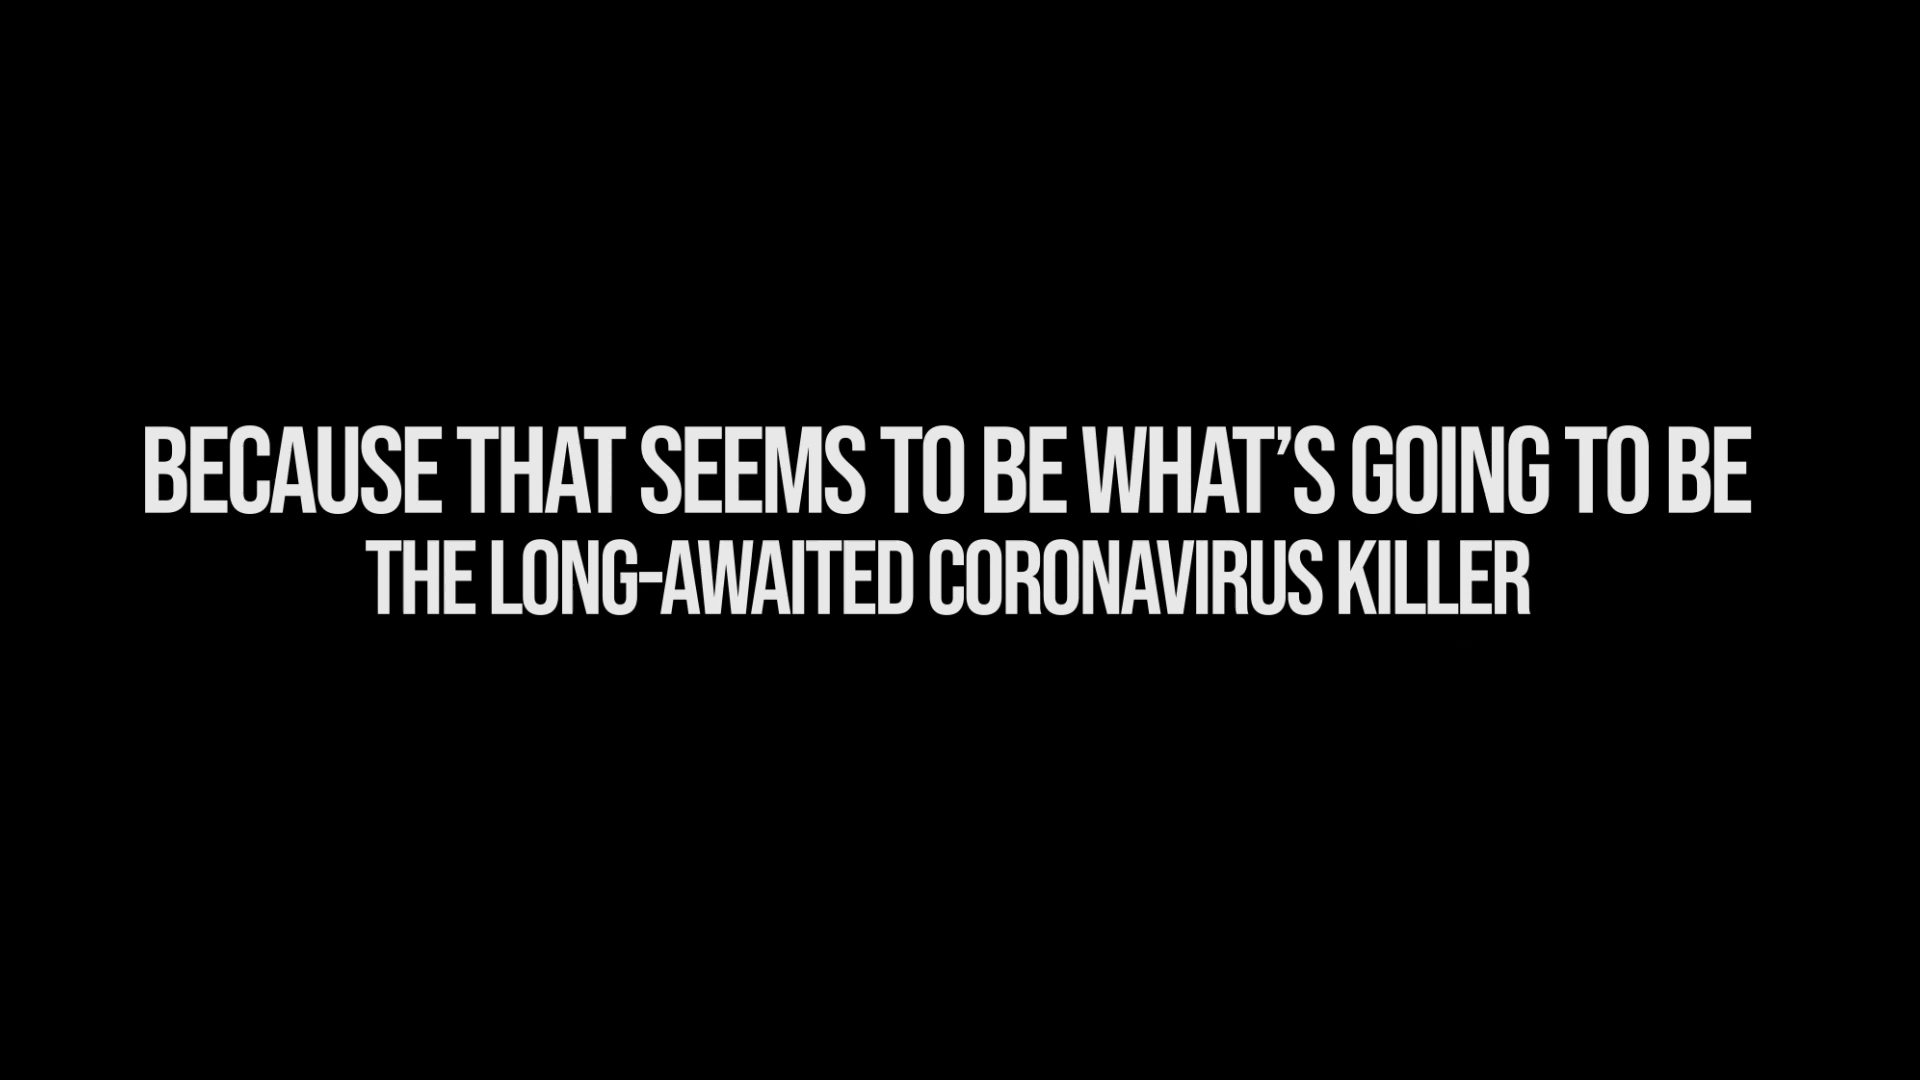 BECAUSE THAT SEEMS TO BE WHAT'S GOING TO BE
THE LONG-AWAITED CORONAVIRUS KILLER